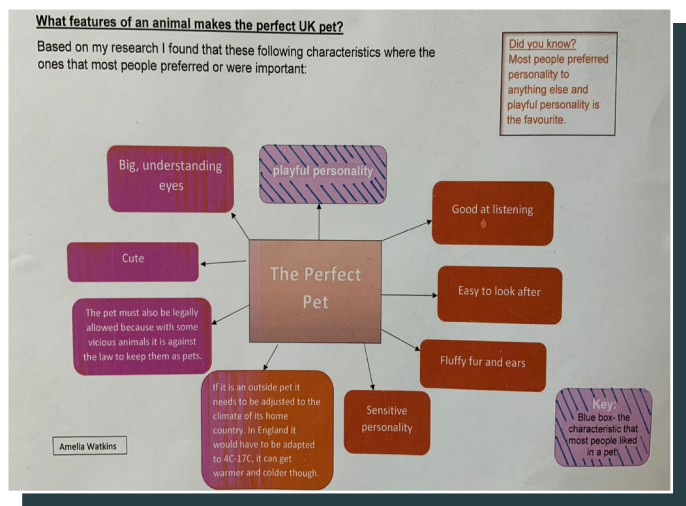 What features of an animal makes the perfect UK pet?
Based on my research I found that these following characteristics where the
ones that most people preferred or were important:
Did you know?
Most people preferred
personality to
anything else and
playful personality is
the favourite.
Big, understanding
eyes
playful personality
Good at listening
Cute
The Perfect
Pet
Easy to look after
The pet must also be legally
allowed because with some
vicious animals it is against
the law to keep them as pets.
Fluffy fur and ears
If it is an outside pet it
needs to be adjusted to the
climate of its home
country. In England it
would have to be adapted
to 4C-17C, it can get
warmer and colder though.
Sensitive
personality
Key:
Blue box- the
characteristic that
most people liked
in a pet.
Amelia Watkins